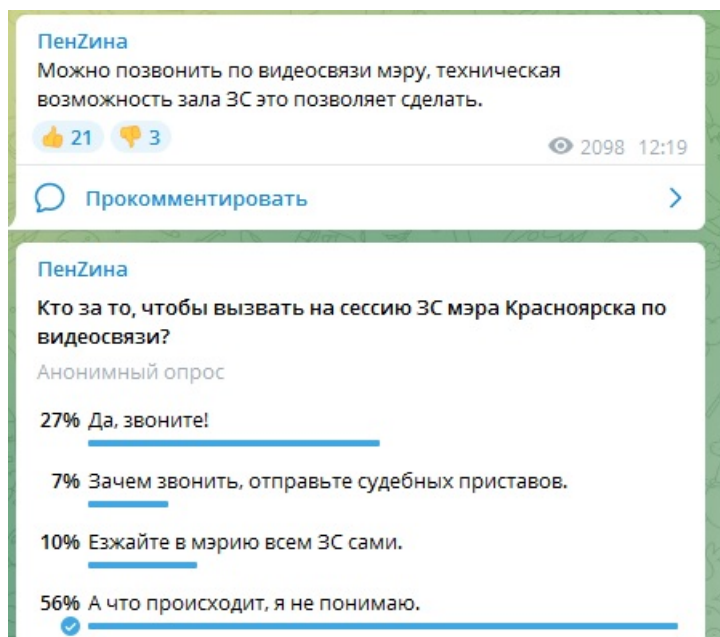 ПенZина
Можно позвонить по видеосвязи мэру, техническая
возможность зала ЗС это позволяет сделать.
👍 21 👎 3
2098 12:19
Прокомментировать
ПенZина
Кто за то, чтобы вызвать на сессию ЗС мэра Красноярска по
видеосвязи?
Анонимный опрос
27% Да, звоните!
7% Зачем звонить, отправьте судебных приставов.
10% Езжайте в мэрию всем ЗС сами.
56% А что происходит, я не понимаю.